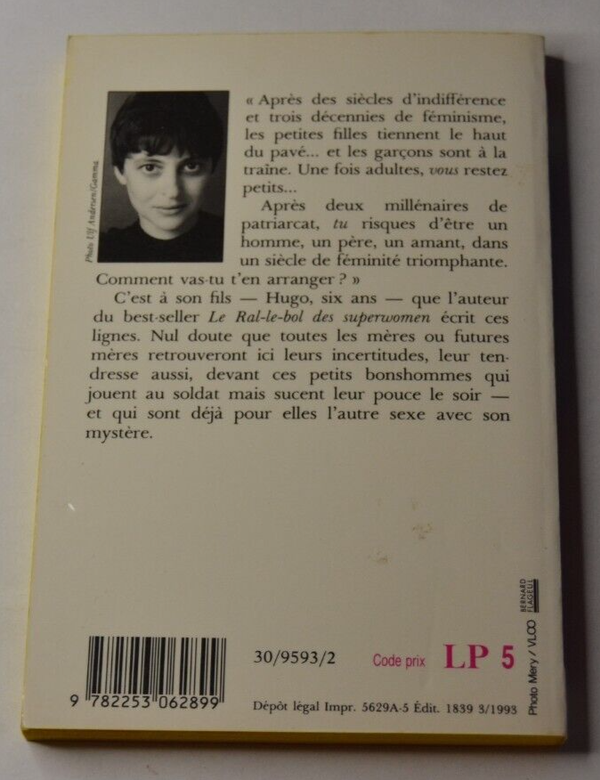 « Après des siècles d'indifférence
et trois décennies de féminisme,
les petites filles tiennent le haut
du pavé... et les garçons sont à la
traîne. Une fois adultes, vous restez
petits...
Après deux millénaires de
patriarcat, tu risques d'être un
homme, un père, un amant, dans
un siècle de féminité triomphante.
Comment vas-tu t'en arranger ? »
C'est à son fils — Hugo, six ans — que l'auteur
du best-seller Le Ral-le-bol des superwomen écrit ces
lignes. Nul doute que toutes les mères ou futures
mères retrouveront ici leurs incertitudes, leur ten-
dresse aussi, devant ces petits bonshommes qui
jouent au soldat mais sucent leur pouce le soir —
et qui sont déjà pour elles l'autre sexe avec son
mystère.
Photo Ulf Andersen/Gamma
30/9593/2
Code prix LP 5
9 782253 062899
Dépôt légal Impr. 5629A-5 Édit. 1839 3/1993
Photo Mery / VLOO
BERNARD
FLAGEUL